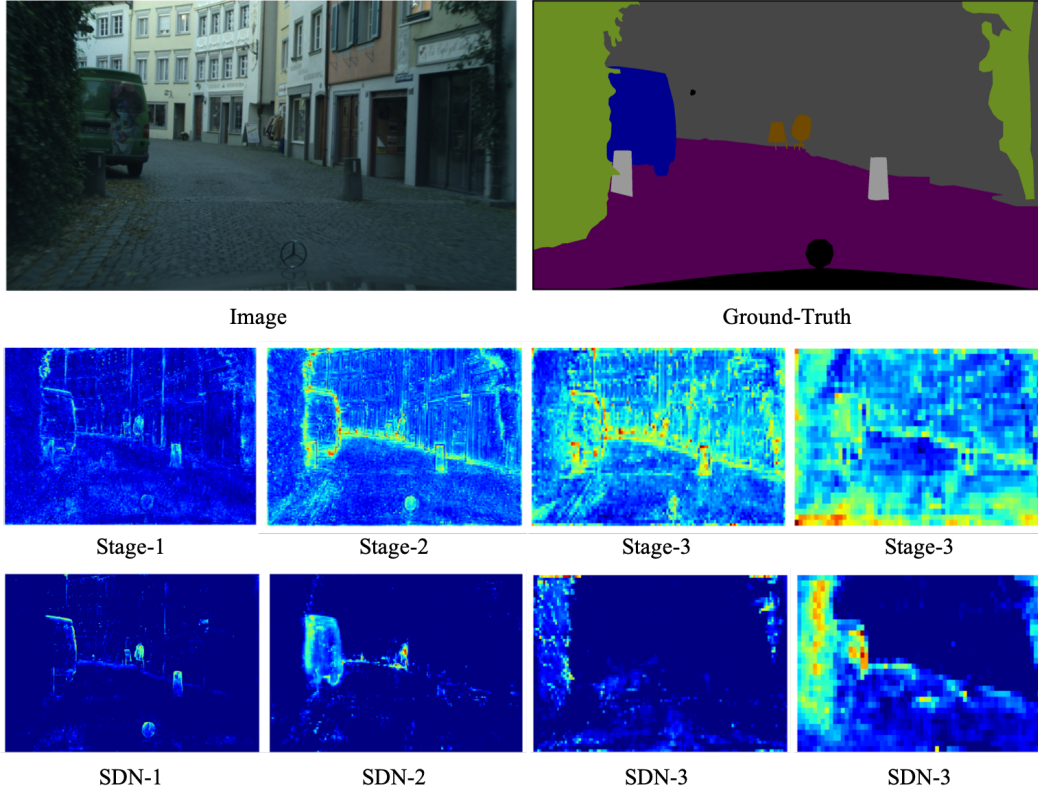 Image
Ground-Truth
Stage-1
Stage-2
Stage-3
Stage-3
SDN-1
SDN-2
SDN-3
SDN-3